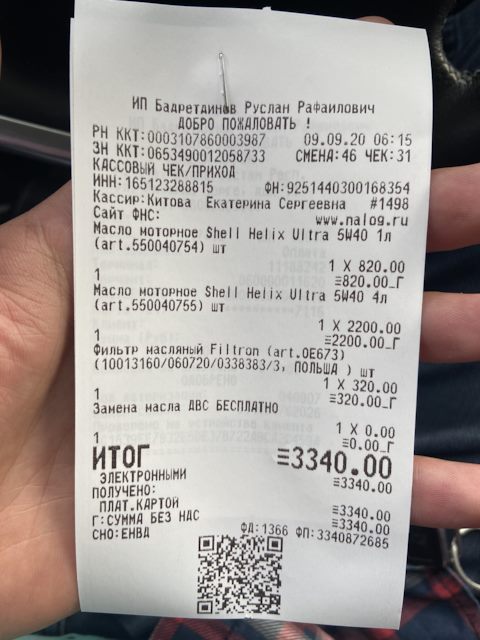 ИП Бадретдинов Руслан Рафаилович
ДОБРО ПОЖАЛОВАТЬ !
РН ККТ:0003107860003987 09.09.20 06:15
ЗН ККТ:0653490012058733 СМЕНА:46 ЧЕК:31
КАССОВЫЙ ЧЕК/ПРИХОД
ИНН:165123288815 ФН:9251440300168354
Кассир:Китова Екатерина Сергеевна #1498
Сайт ФНС: www.nalog.ru
Масло моторное Shell Helix Ultra 5W40 1л
(art.550040754) шт
1 X 820.00
1 ≡820.00_Г
Масло моторное Shell Helix Ultra 5W40 4л
(art.550040755) шт
1 X 2200.00
1 ≡2200.00_Г
Фильтр масляный Filtron (art.OE673)
(10013160/060720/0338383/3, ПОЛЬША ) шт
1 X 320.00
1 ≡320.00_Г
Замена масла ДВС БЕСПЛАТНО
1 X 0.00
1 ≡0.00_Г
ИТОГ ≡3340.00
ЭЛЕКТРОННЫМИ ≡3340.00
ПОЛУЧЕНО:
ПЛАТ.КАРТОЙ ≡3340.00
Г:СУММА БЕЗ НДС ≡3340.00
СНО:ЕНВД ФД:1366 ФП:3340872685